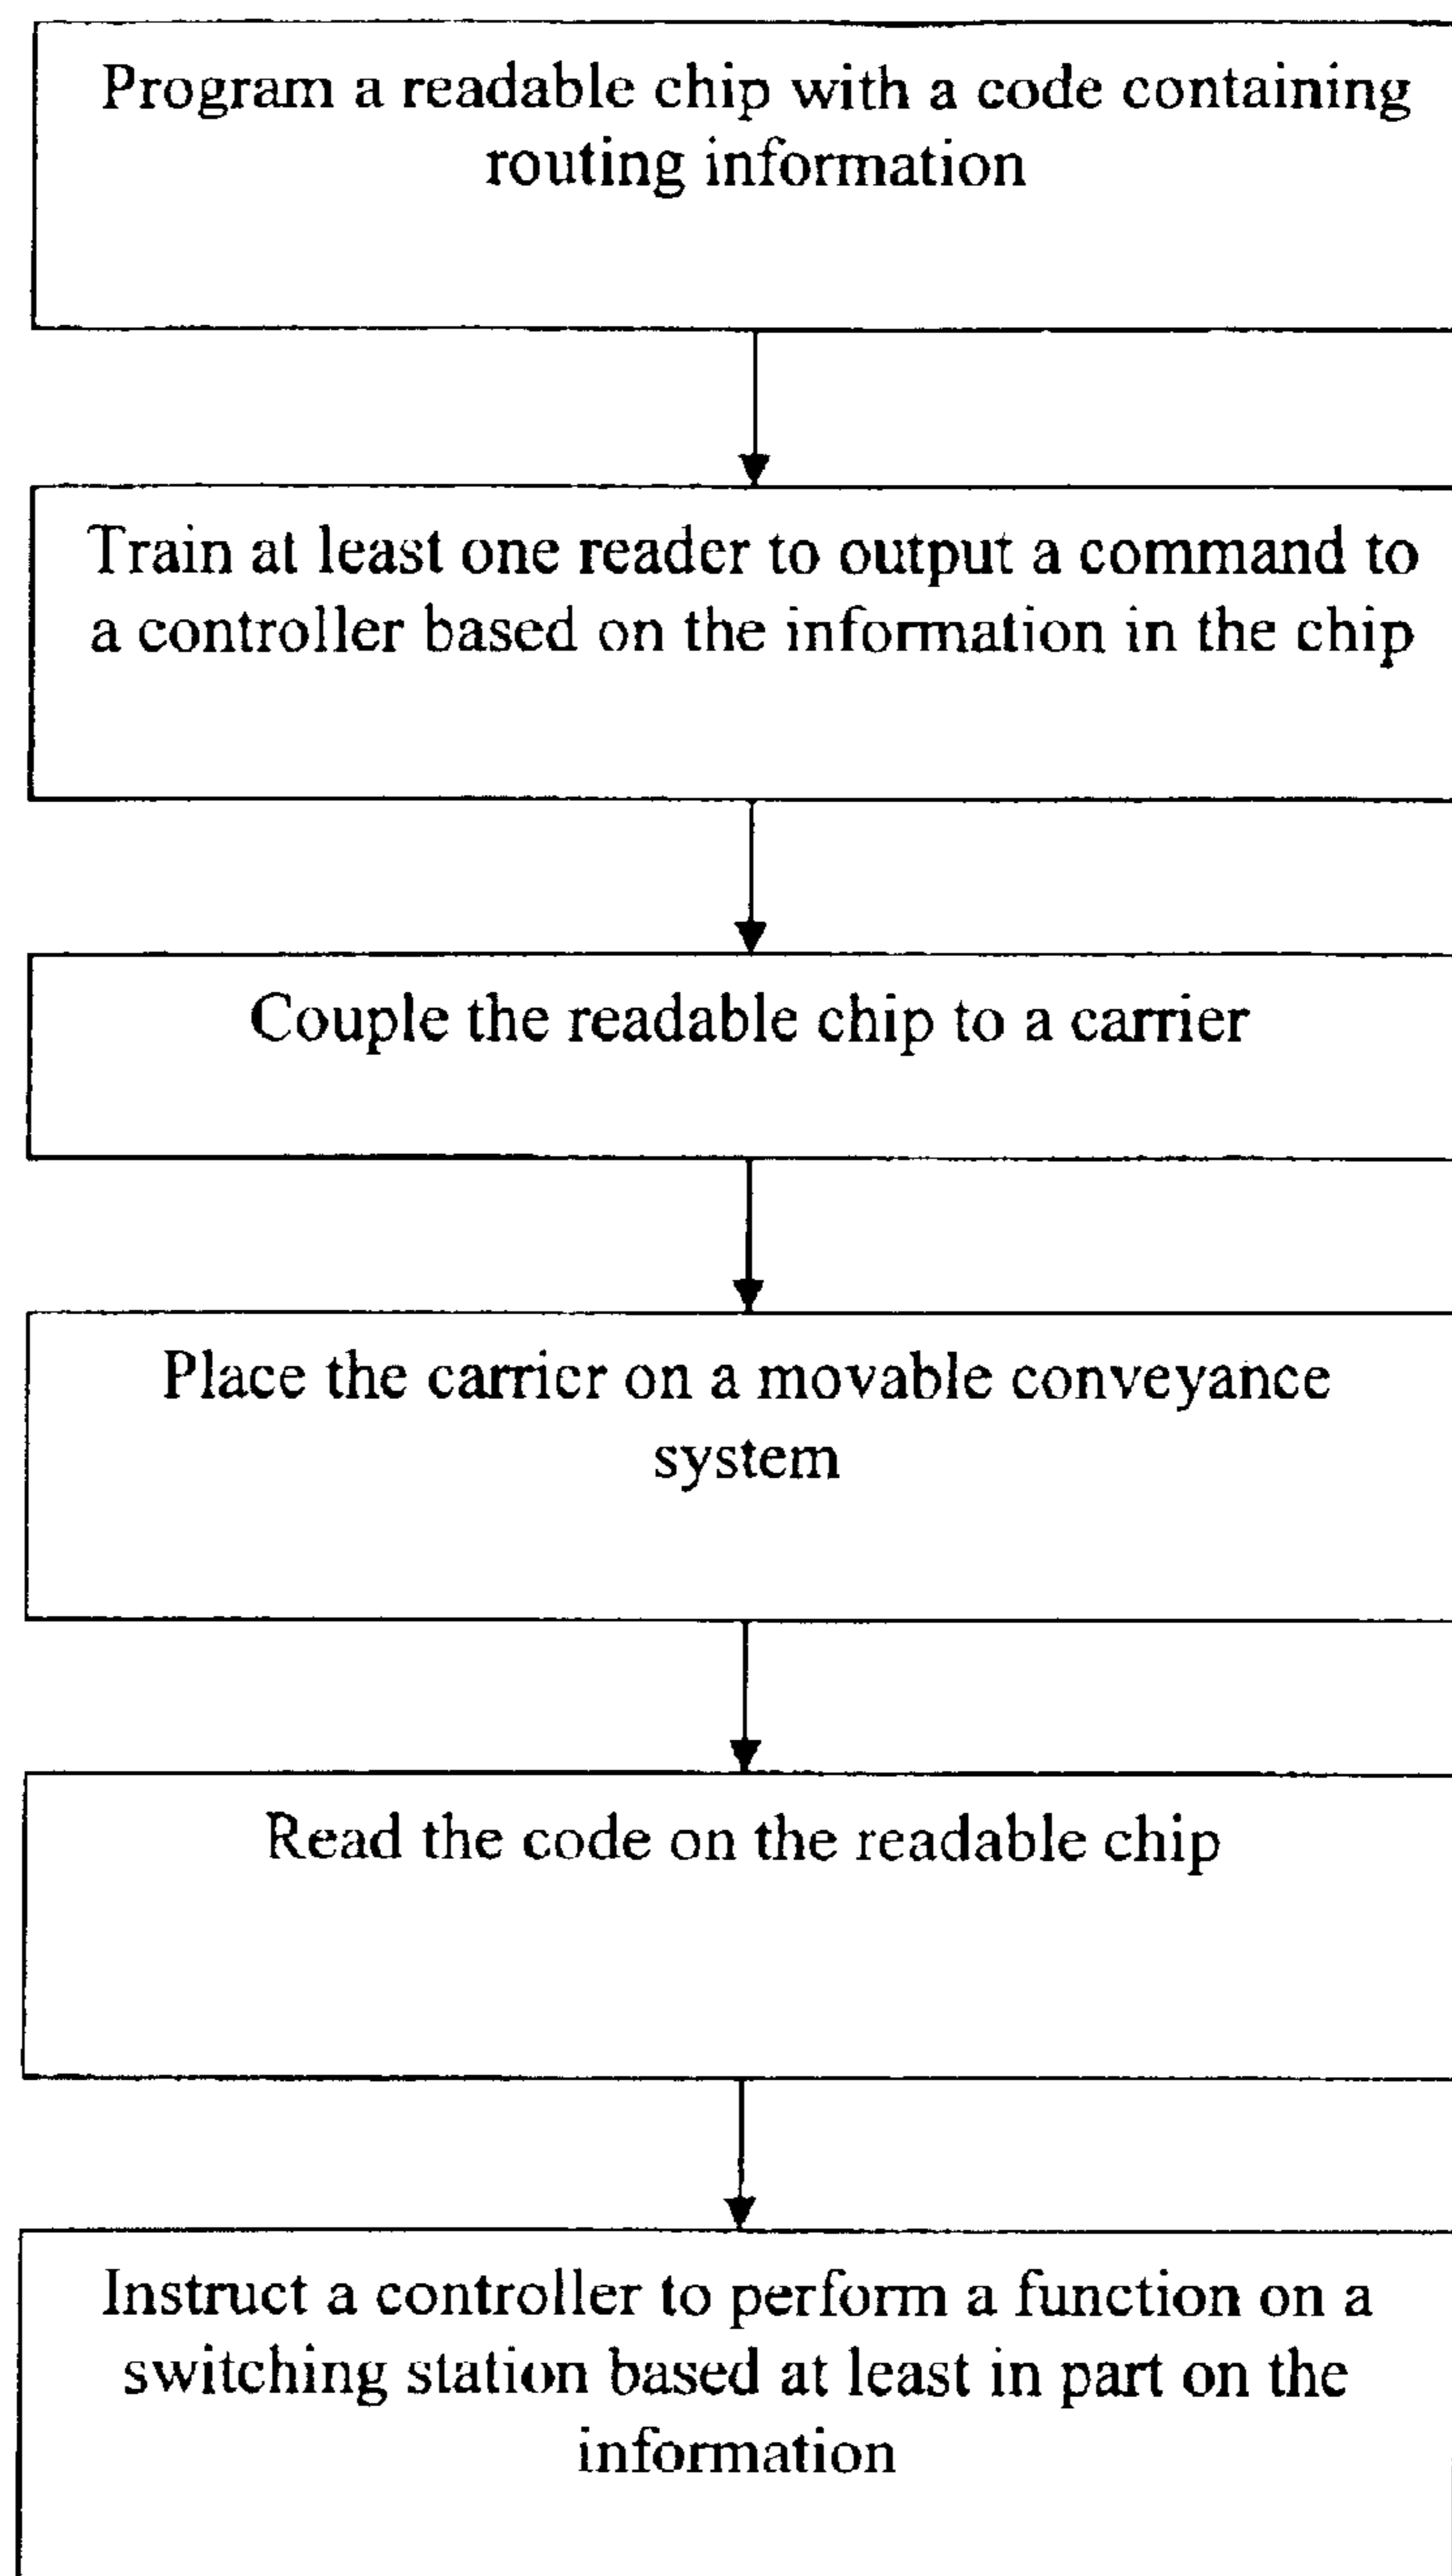 Program a readable chip with a code containing
routing information
Train at least one reader to output a command to
a controller based on the information in the chip
Couple the readable chip to a carrier
Place the carrier on a movable conveyance
system
Read the code on the readable chip
Instruct a controller to perform a function on a
switching station based at least in part on the
information